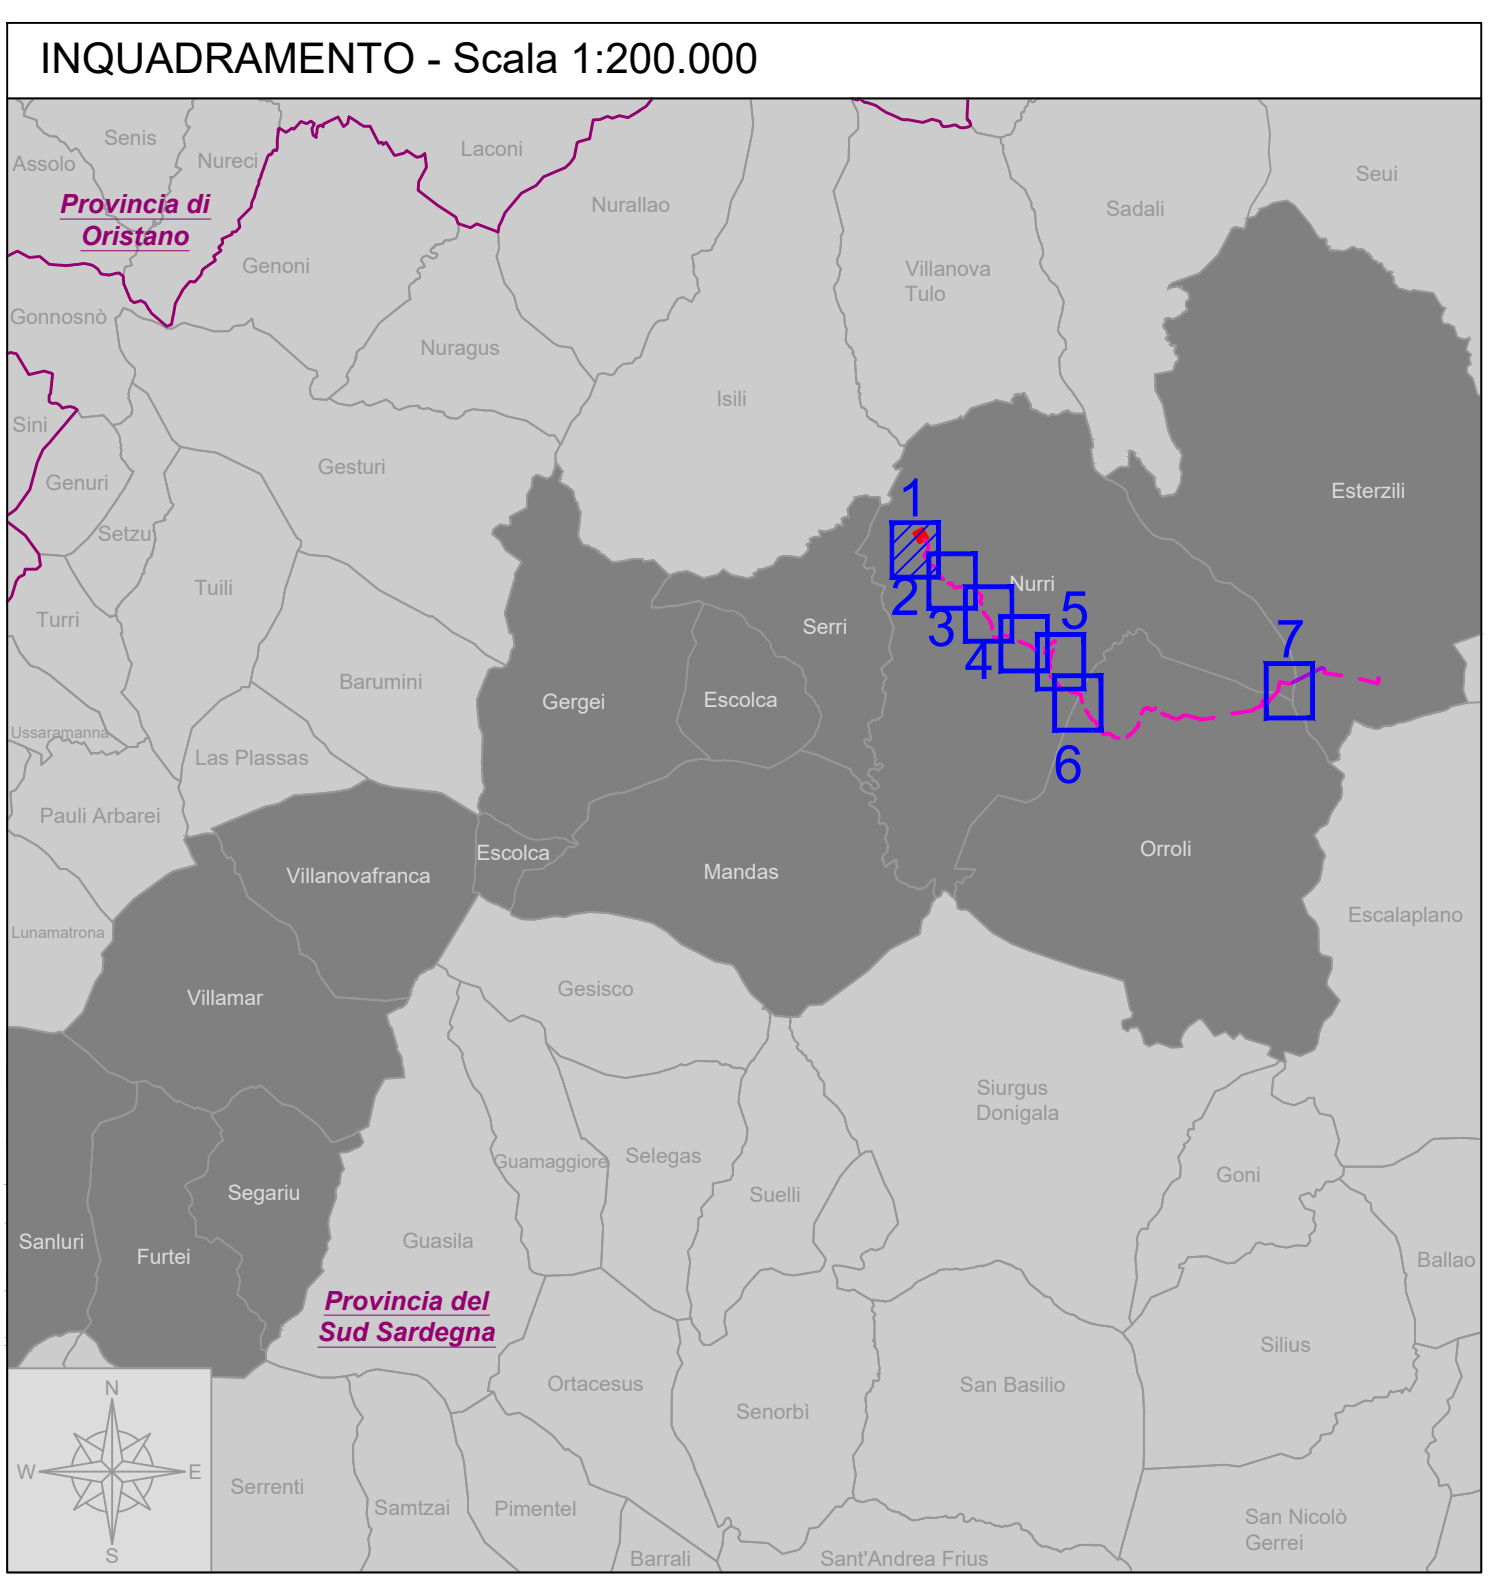 INQUADRAMENTO - Scala 1:200.000
Senis
Assolo
Nureci
Laconi
Seui
Provincia di
Oristano
Nurallao
Sadali
Genoni
Villanova
Tulo
Gonnosnò
Nuragus
Isili
Sini
Gesturi
Genuri
Esterzili
1
Setzu
Tuili
Nurri
2
5
Turri
Serri
3
7
4
Barumini
Gergei
Escolca
Ussaramanna
Las Plassas
6
Pauli Arbarei
Escolca
Orroli
Villanovafranca
Mandas
Escalaplano
Lunamatrona
Villamar
Gesisco
Siurgus
Donigala
Guamaggiore
Selegas
Goni
Segariu
Suelli
Sanluri
Furtei
Guasila
Ballao
Provincia del
Sud Sardegna
Silius
Ortacesus
San Basilio
N
Senorbì
W
E
Serrenti
Samtzai
Pimentel
San Nicolò
Gerrei
S
Barrali
Sant'Andrea Frius